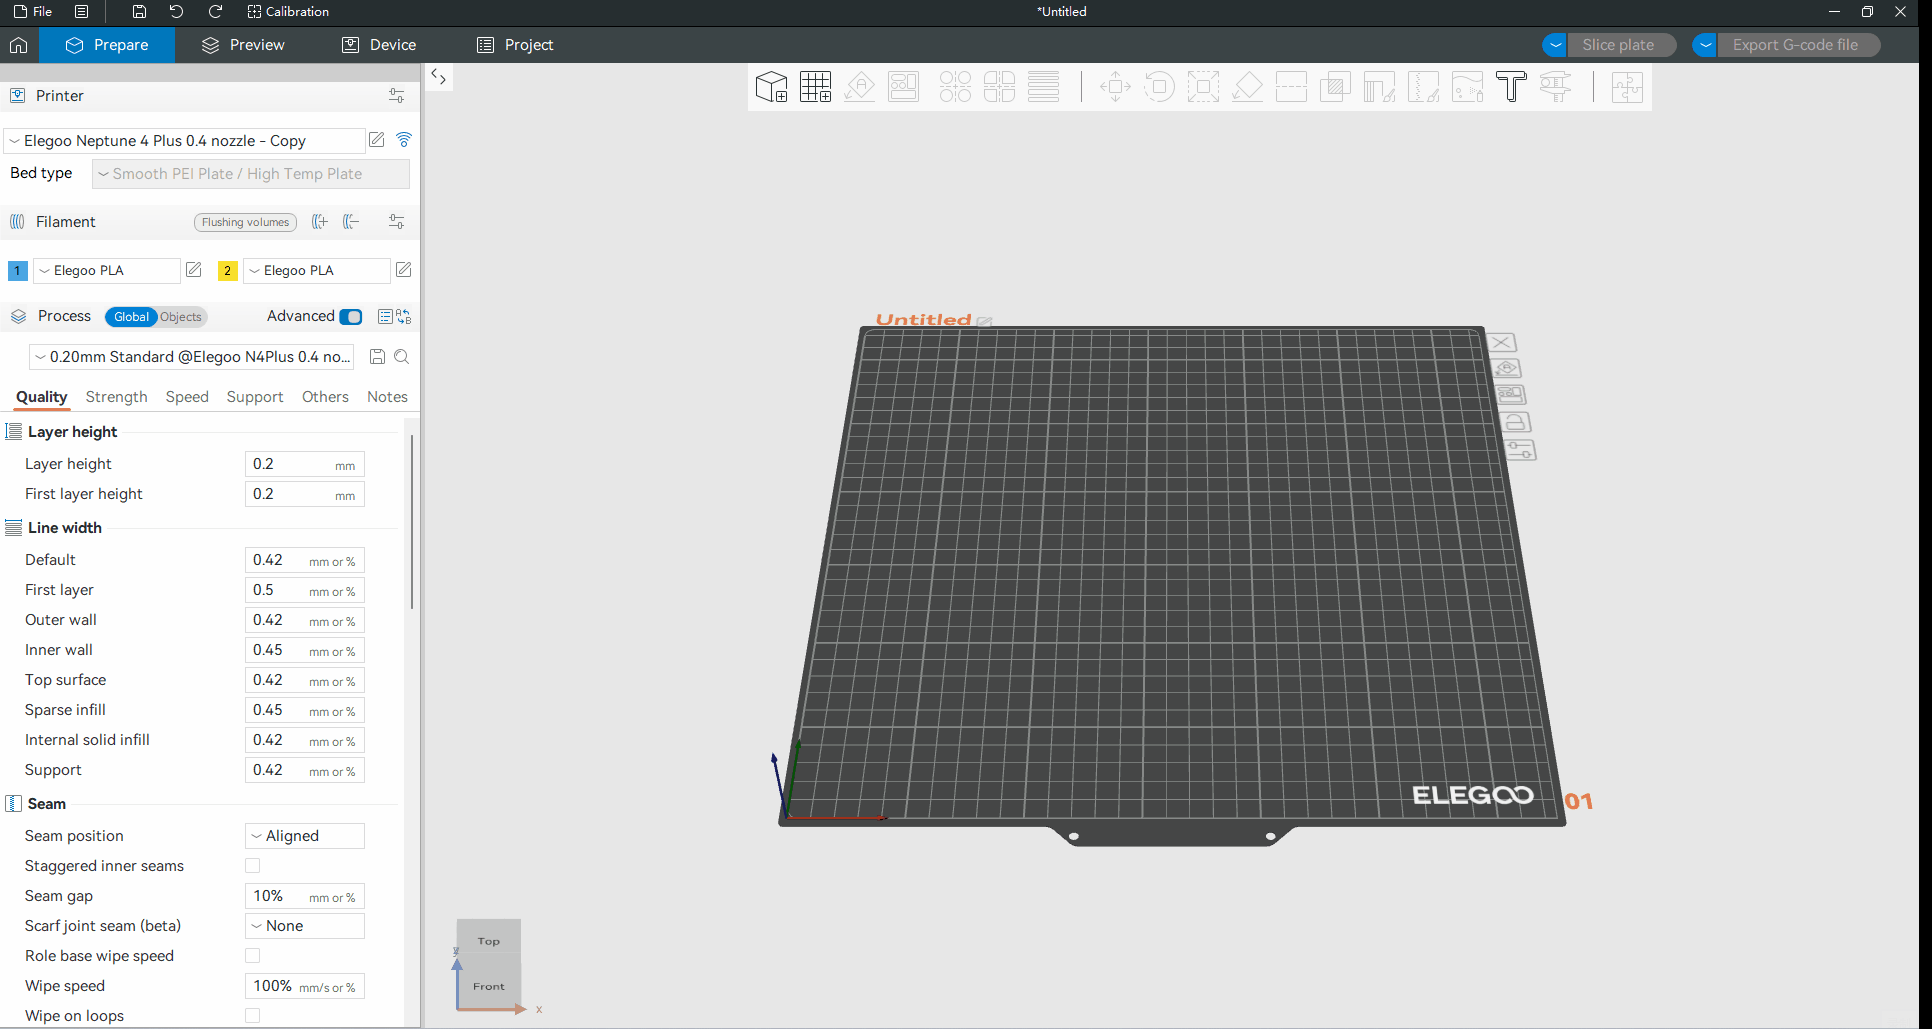 File
Calibration
*Untitled
Prepare
Preview
Device
Project
Slice plate
Export G-code file
Printer
Elegoo Neptune 4 Plus 0.4 nozzle - Copy
Bed type
Smooth PEI Plate / High Temp Plate
Filament
Flushing volumes
1 Elegoo PLA
2 Elegoo PLA
Process
Global
Objects
Advanced
0.20mm Standard @Elegoo N4Plus 0.4 no...
Quality
Strength
Speed
Support
Others
Notes
Layer height
Layer height 0.2 mm
First layer height 0.2 mm
Line width
Default 0.42 mm or %
First layer 0.5 mm or %
Outer wall 0.42 mm or %
Inner wall 0.45 mm or %
Top surface 0.42 mm or %
Sparse infill 0.45 mm or %
Internal solid infill 0.42 mm or %
Support 0.42 mm or %
Seam
Seam position Aligned
Staggered inner seams
Seam gap 10% mm or %
Scarf joint seam (beta) None
Role base wipe speed
Wipe speed 100% mm/s or %
Wipe on loops
Untitled
ELEGOO
01
Top
Front
x